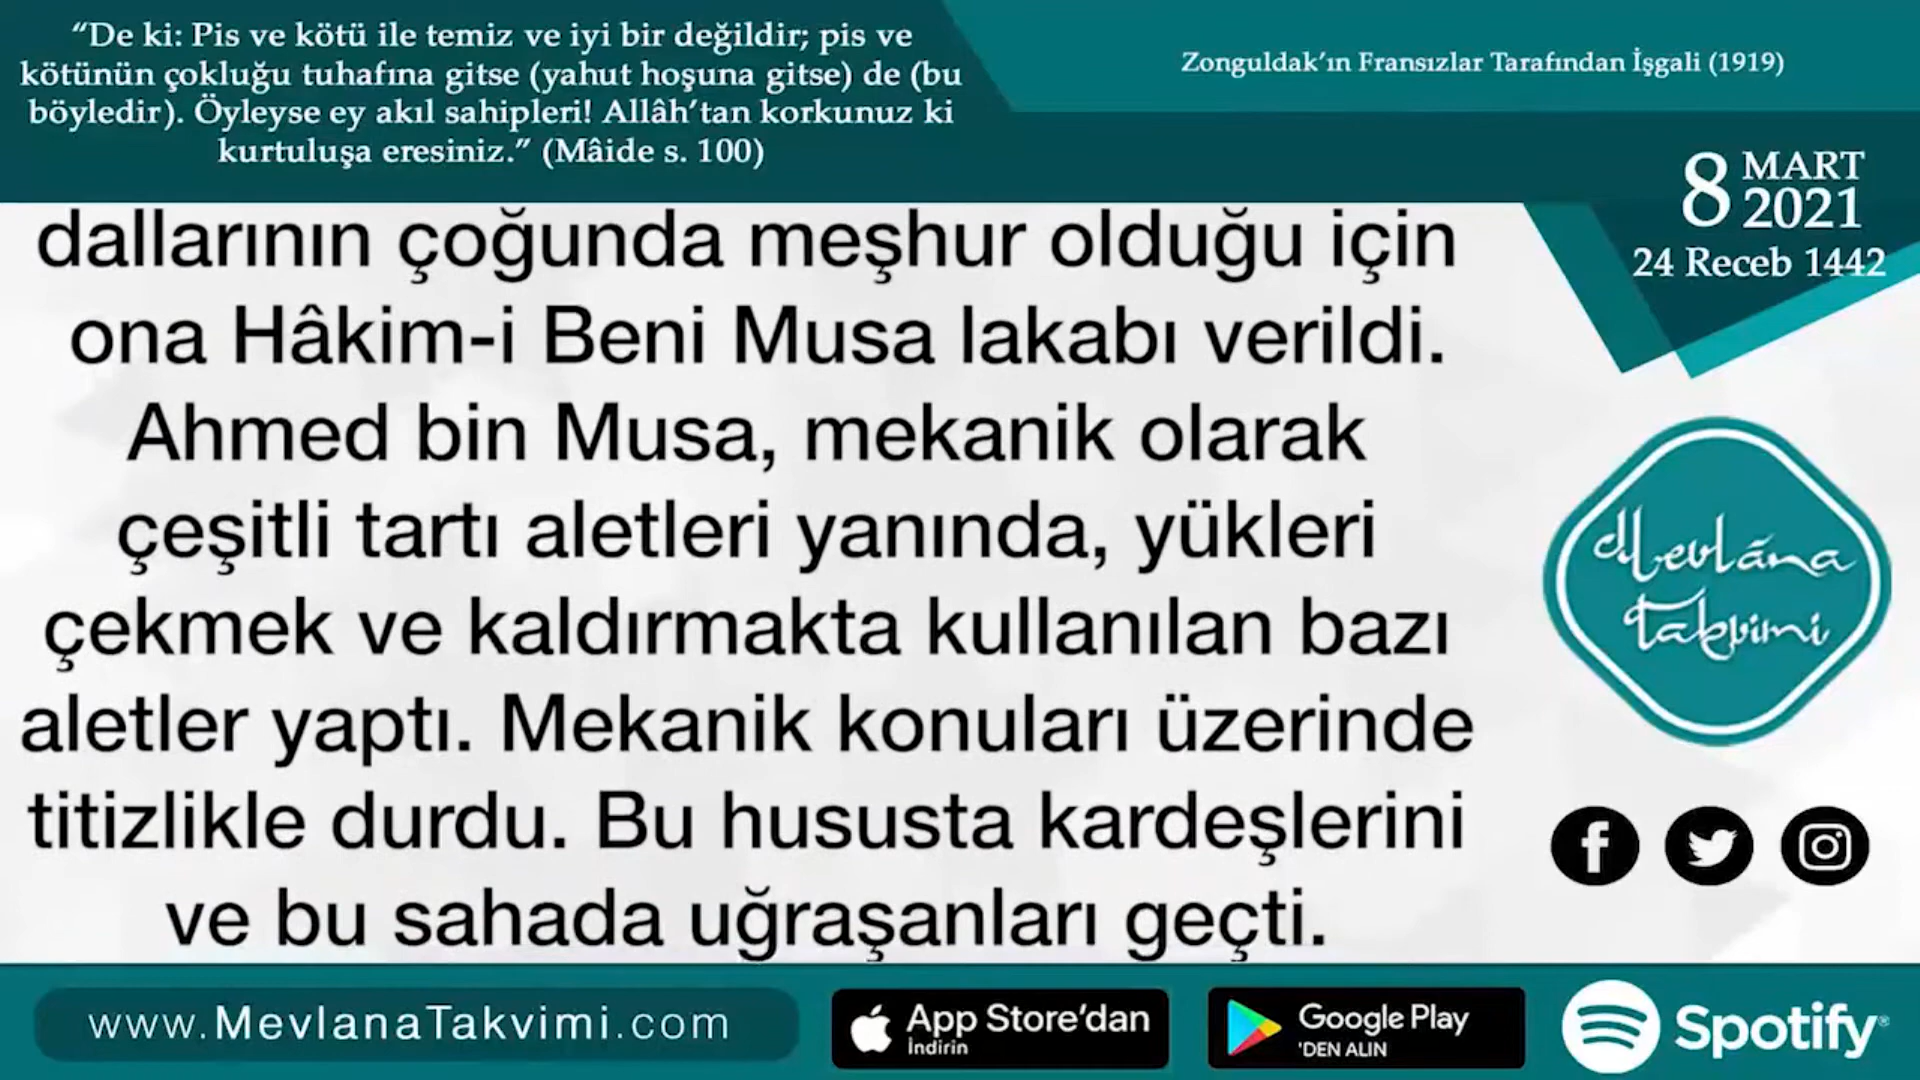 “De ki: Pis ve kötü ile temiz ve iyi bir değildir; pis ve
kötünün çokluğu tuhafına gitse (yahut hoşuna gitse) de (bu
böyledir). Öyleyse ey akıl sahipleri! Allâh’tan korkunuz ki
kurtuluşa eresiniz.” (Mâide s. 100)
Zonguldak’ın Fransızlar Tarafından İşgali (1919)
8 MART
2021
24 Receb 1442
dallarının çoğunda meşhur olduğu için
ona Hâkim-i Beni Musa lakabı verildi.
Ahmed bin Musa, mekanik olarak
çeşitli tartı aletleri yanında, yükleri
çekmek ve kaldırmakta kullanılan bazı
aletler yaptı. Mekanik konuları üzerinde
titizlikle durdu. Bu hususta kardeşlerini
ve bu sahada uğraşanları geçti.
Mevlâna
Takvimi
www.MevlanaTakvimi.com
App Store’dan
İndirin
Google Play
'DEN ALIN
Spotify®